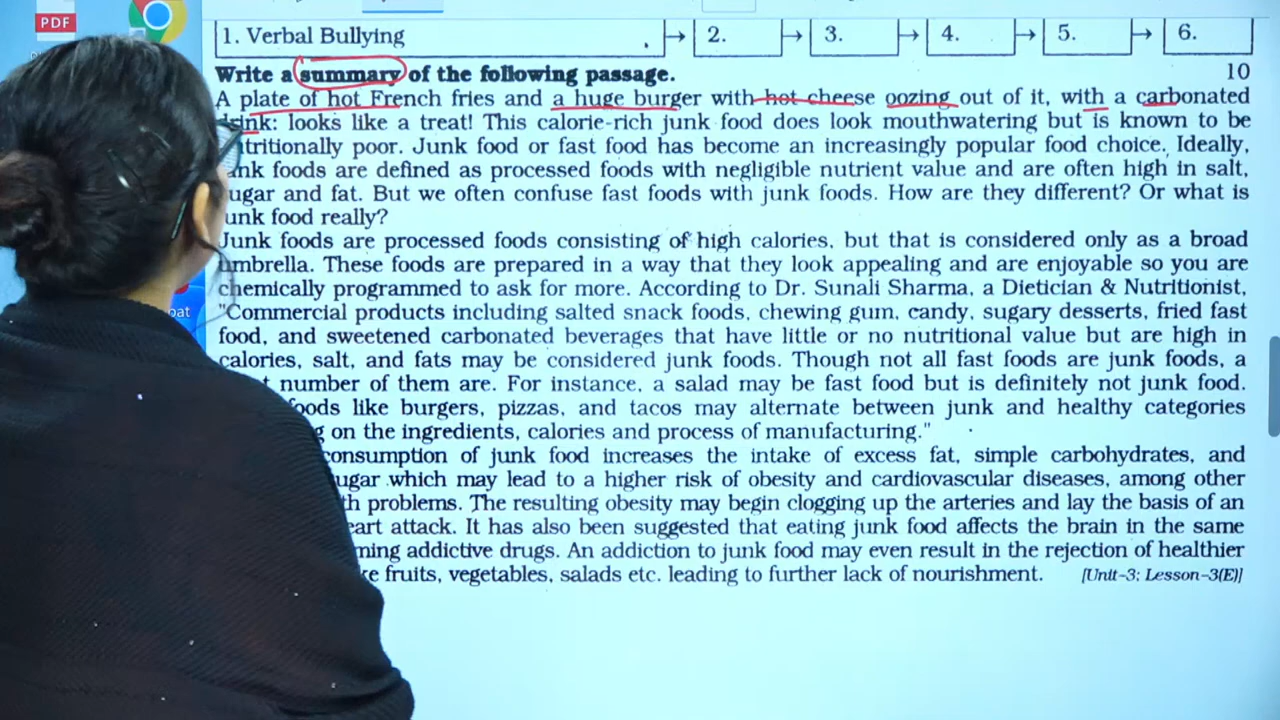 PDF
1. Verbal Bullying → 2. → 3. → 4. → 5. → 6.
Write a summary of the following passage. 10
A plate of hot French fries and a huge burger with hot cheese oozing out of it, with a carbonated
drink: looks like a treat! This calorie-rich junk food does look mouthwatering but is known to be
tritionally poor. Junk food or fast food has become an increasingly popular food choice. Ideally,
nk foods are defined as processed foods with negligible nutrient value and are often high in salt,
ugar and fat. But we often confuse fast foods with junk foods. How are they different? Or what is
unk food really?
Junk foods are processed foods consisting of high calories, but that is considered only as a broad
umbrella. These foods are prepared in a way that they look appealing and are enjoyable so you are
chemically programmed to ask for more. According to Dr. Sunali Sharma, a Dietician & Nutritionist,
"Commercial products including salted snack foods, chewing gum, candy, sugary desserts, fried fast
food, and sweetened carbonated beverages that have little or no nutritional value but are high in
calories, salt, and fats may be considered junk foods. Though not all fast foods are junk foods, a
number of them are. For instance, a salad may be fast food but is definitely not junk food.
oods like burgers, pizzas, and tacos may alternate between junk and healthy categories
g on the ingredients, calories and process of manufacturing."
consumption of junk food increases the intake of excess fat, simple carbohydrates, and
ugar which may lead to a higher risk of obesity and cardiovascular diseases, among other
h problems. The resulting obesity may begin clogging up the arteries and lay the basis of an
eart attack. It has also been suggested that eating junk food affects the brain in the same
ming addictive drugs. An addiction to junk food may even result in the rejection of healthier
ke fruits, vegetables, salads etc. leading to further lack of nourishment. [Unit-3: Lesson-3(E)]